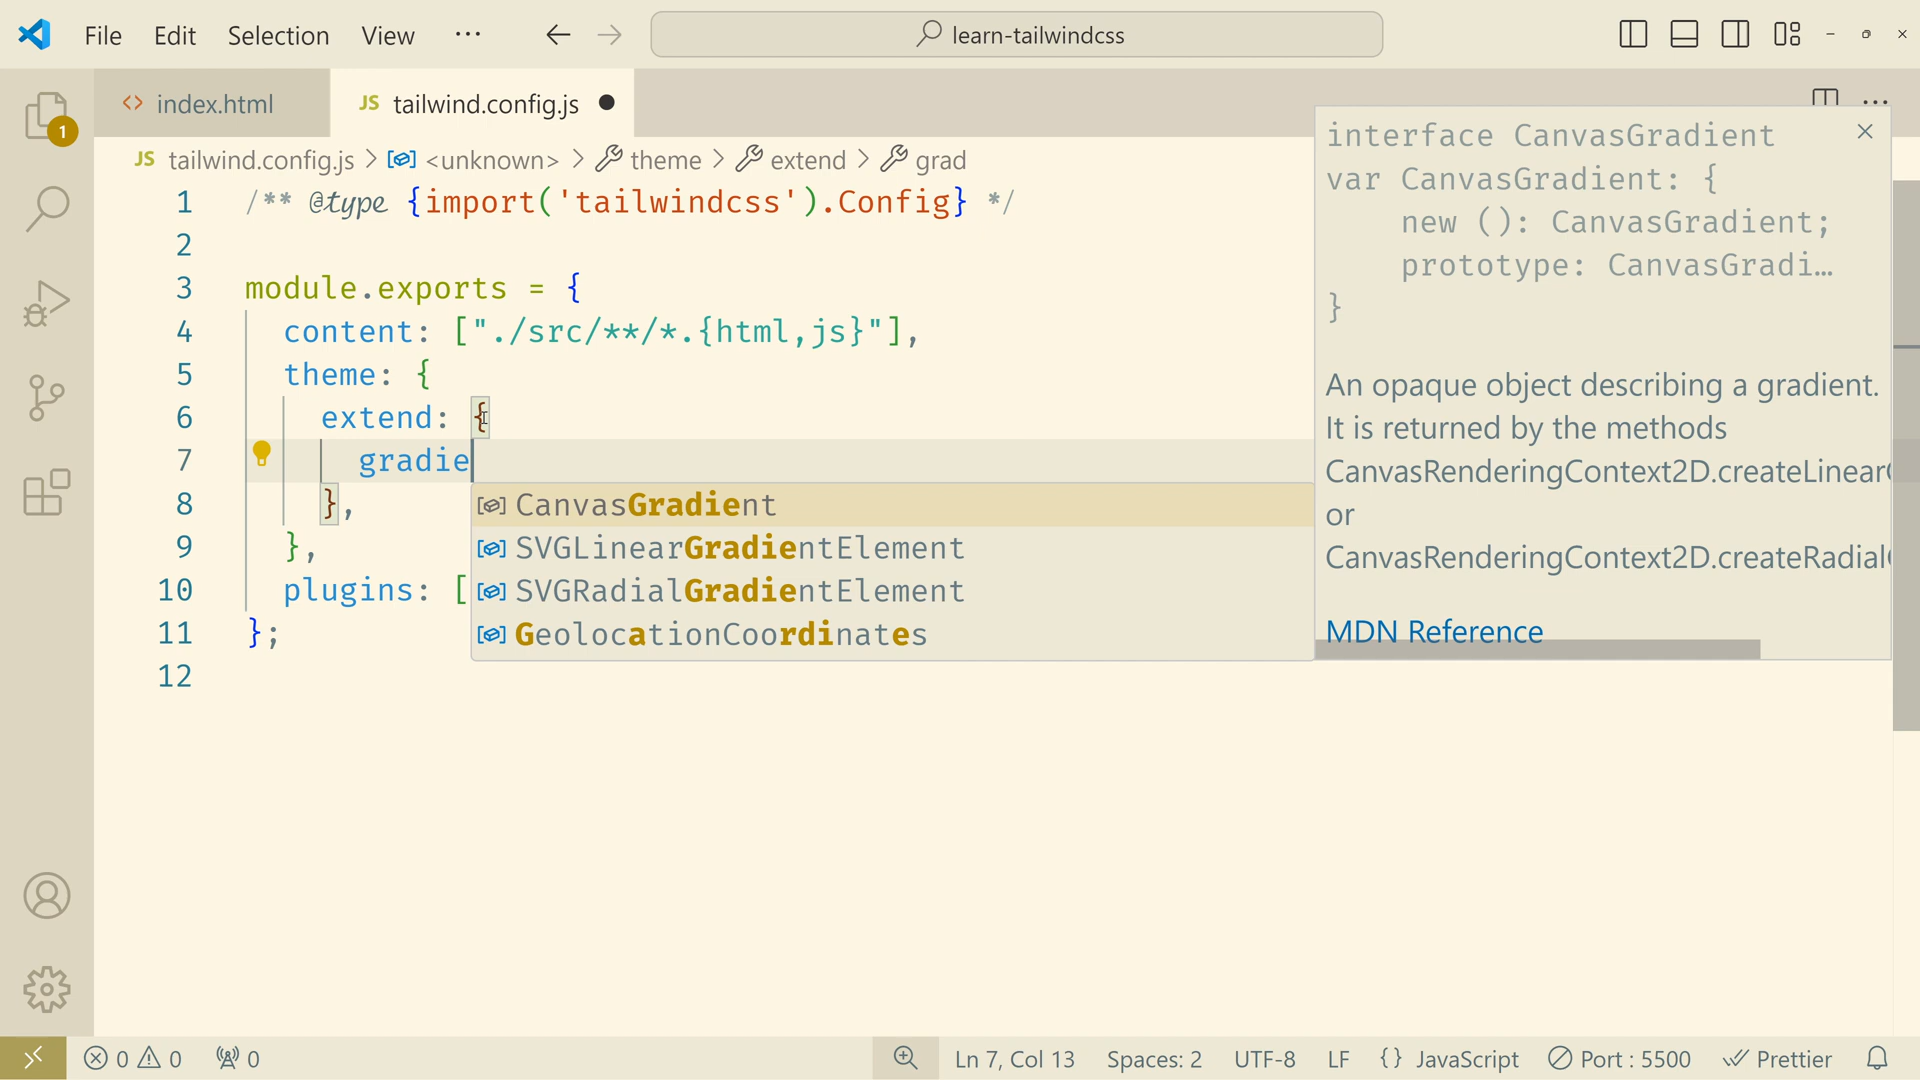 File Edit Selection View ··· learn-tailwindcss
1
index.html JS tailwind.config.js
JS tailwind.config.js > <unknown> > theme > extend > grad
1 /** @type {import('tailwindcss').Config} */
2
3 module.exports = {
4 content: ["./src/**/*.{html,js}"],
5 theme: {
6 extend: {
7 gradie
8 },
9 },
10 plugins: [
11 };
12
CanvasGradient
SVGLinearGradientElement
SVGRadialGradientElement
GeolocationCoordinates
interface CanvasGradient
var CanvasGradient: {
new (): CanvasGradient;
prototype: CanvasGradi…
}
An opaque object describing a gradient.
It is returned by the methods
CanvasRenderingContext2D.createLinear
or
CanvasRenderingContext2D.createRadial
MDN Reference
0 0 0 Ln 7, Col 13 Spaces: 2 UTF-8 LF {} JavaScript Port : 5500 Prettier